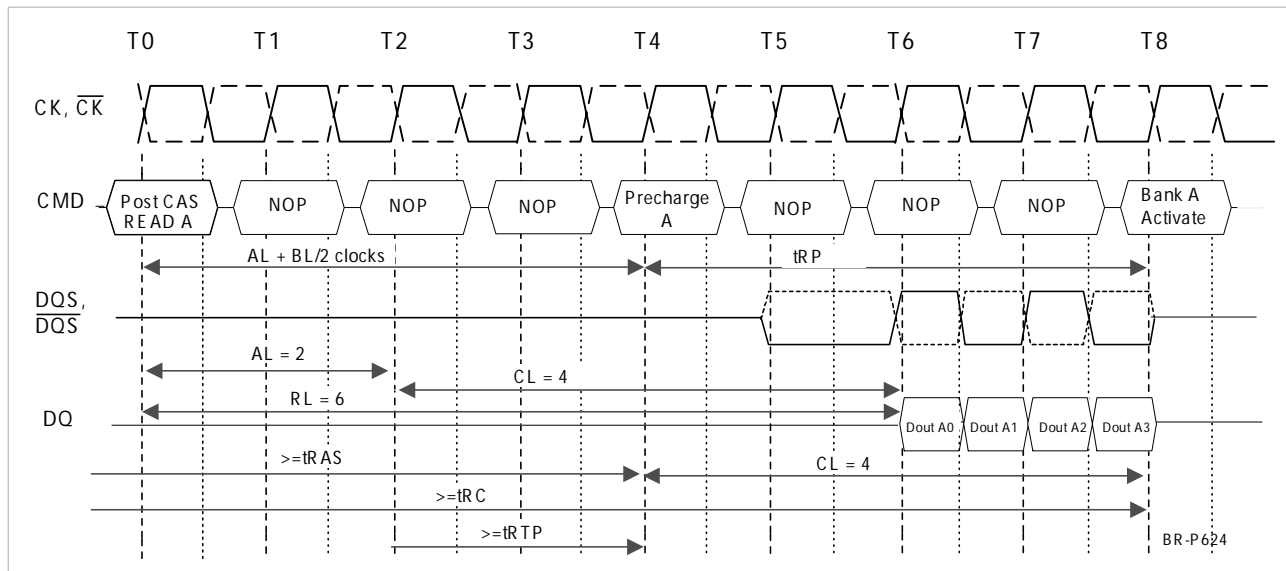 T0 T1 T2 T3 T4 T5 T6 T7 T8
CK, CK
CMD
Post CAS
READ A
NOP
NOP
NOP
Precharge
A
NOP
NOP
NOP
Bank A
Activate
AL + BL/2 clocks
tRP
DQS,
DQS
AL = 2
CL = 4
RL = 6
DQ
Dout A0
Dout A1
Dout A2
Dout A3
>=tRAS
CL = 4
>=tRC
>=tRTP
BR-P624